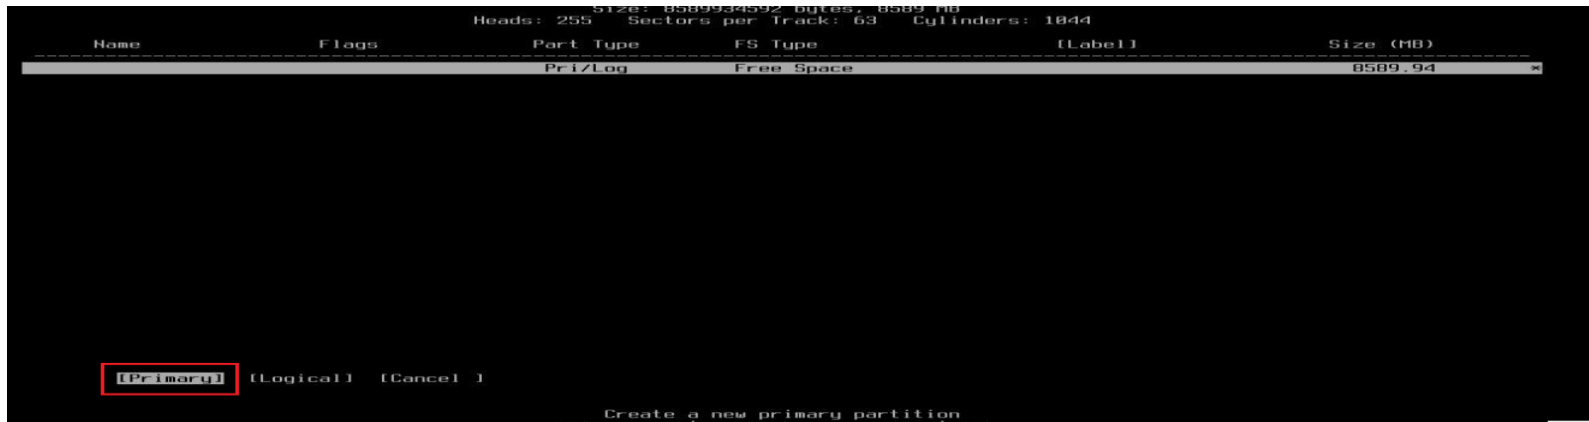 Size: 8589934592 bytes, 8589 MB
Heads: 255 Sectors per Track: 63 Cylinders: 1044
Name Flags Part Type FS Type [Label] Size (MB)
Pri/Log Free Space 8589.94 *
[Primary] [Logical] [Cancel ]
Create a new primary partition